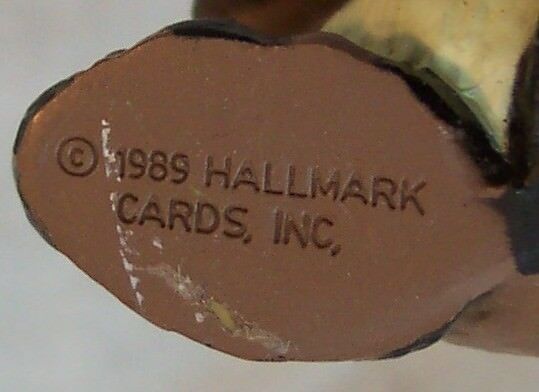 © 1989 HALLMARK
CARDS, INC,